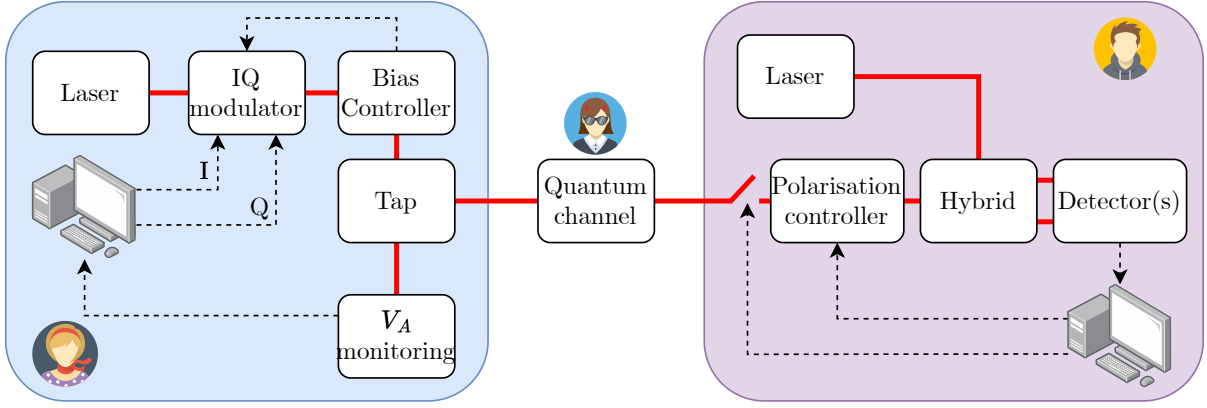 Laser
IQ
modulator
Bias
Controller
I
Q
Tap
V_A
monitoring
Quantum
channel
Laser
Polarisation
controller
Hybrid
Detector(s)